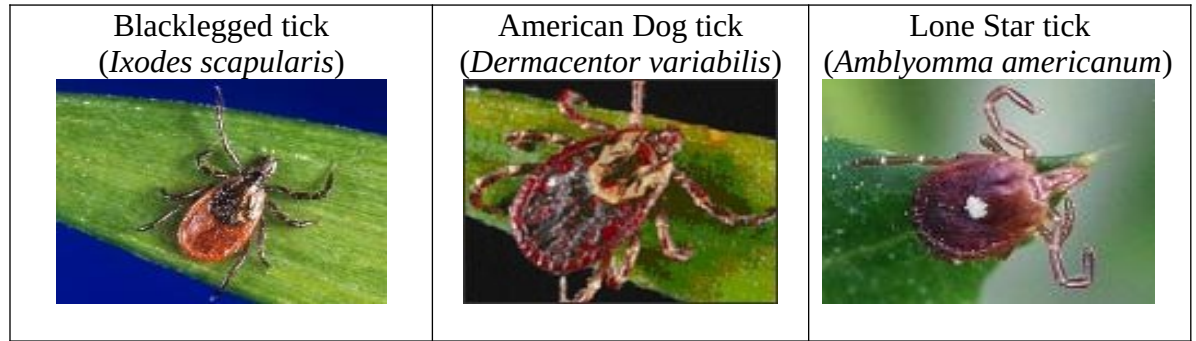 Blacklegged tick
(Ixodes scapularis)
American Dog tick
(Dermacentor variabilis)
Lone Star tick
(Amblyomma americanum)